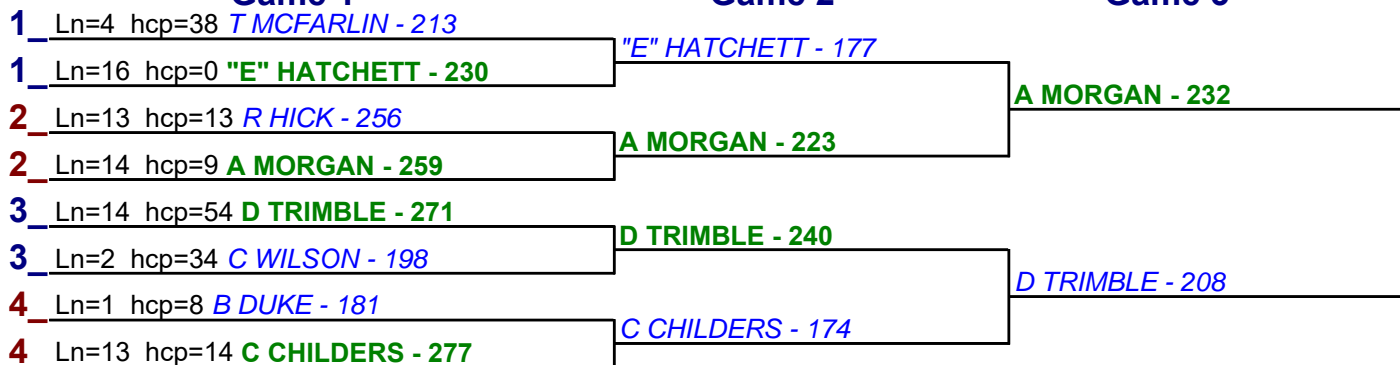 Game 2
1_ Ln=4 hcp=38 T MCFARLIN - 213
"E" HATCHETT - 177
1_ Ln=16 hcp=0 "E" HATCHETT - 230
A MORGAN - 232
2_ Ln=13 hcp=13 R HICK - 256
A MORGAN - 223
2_ Ln=14 hcp=9 A MORGAN - 259
3_ Ln=14 hcp=54 D TRIMBLE - 271
D TRIMBLE - 240
3_ Ln=2 hcp=34 C WILSON - 198
D TRIMBLE - 208
4_ Ln=1 hcp=8 B DUKE - 181
C CHILDERS - 174
4 Ln=13 hcp=14 C CHILDERS - 277